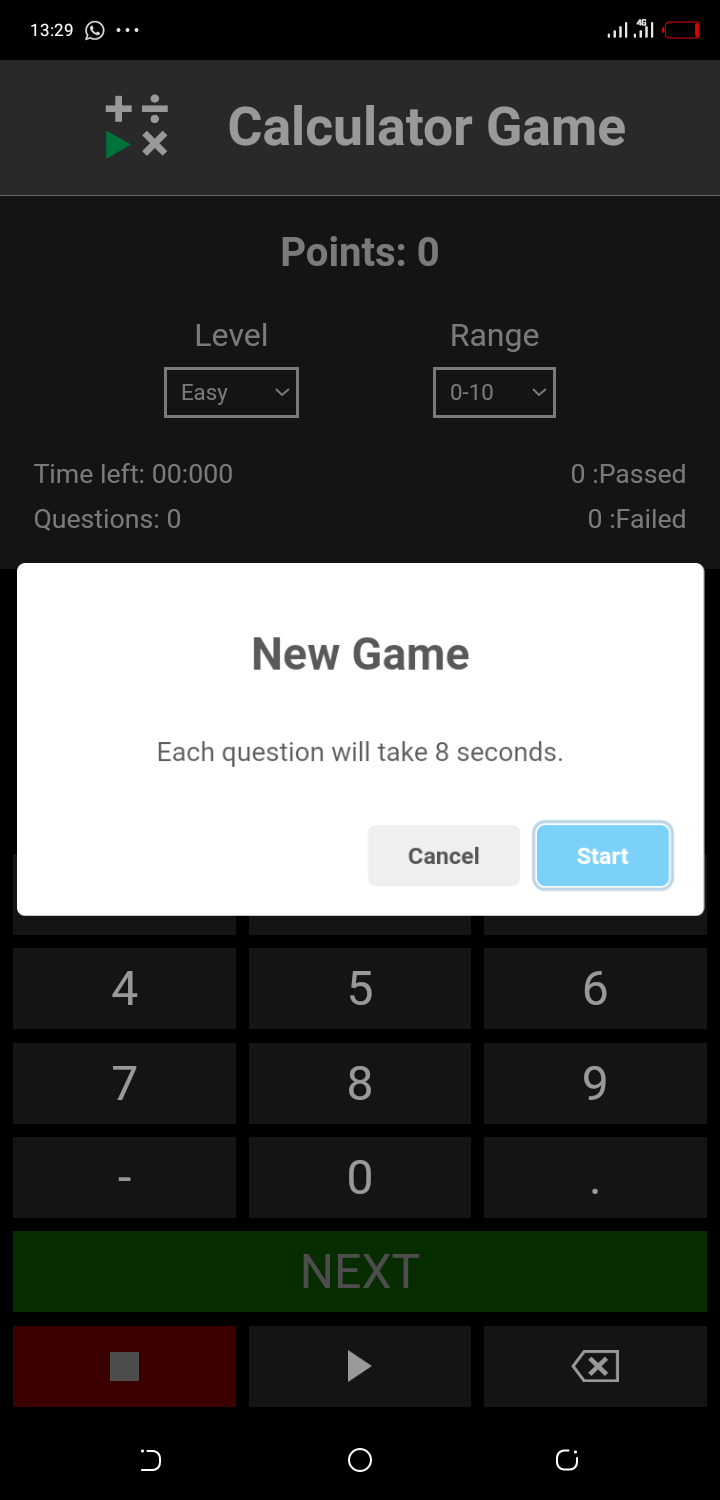 13:29
4G
Calculator Game
Points: 0
Level Range
Easy 0-10
Time left: 00:000 0 :Passed
Questions: 0 0 :Failed
New Game
Each question will take 8 seconds.
Cancel Start
4 5 6
7 8 9
- 0 .
NEXT